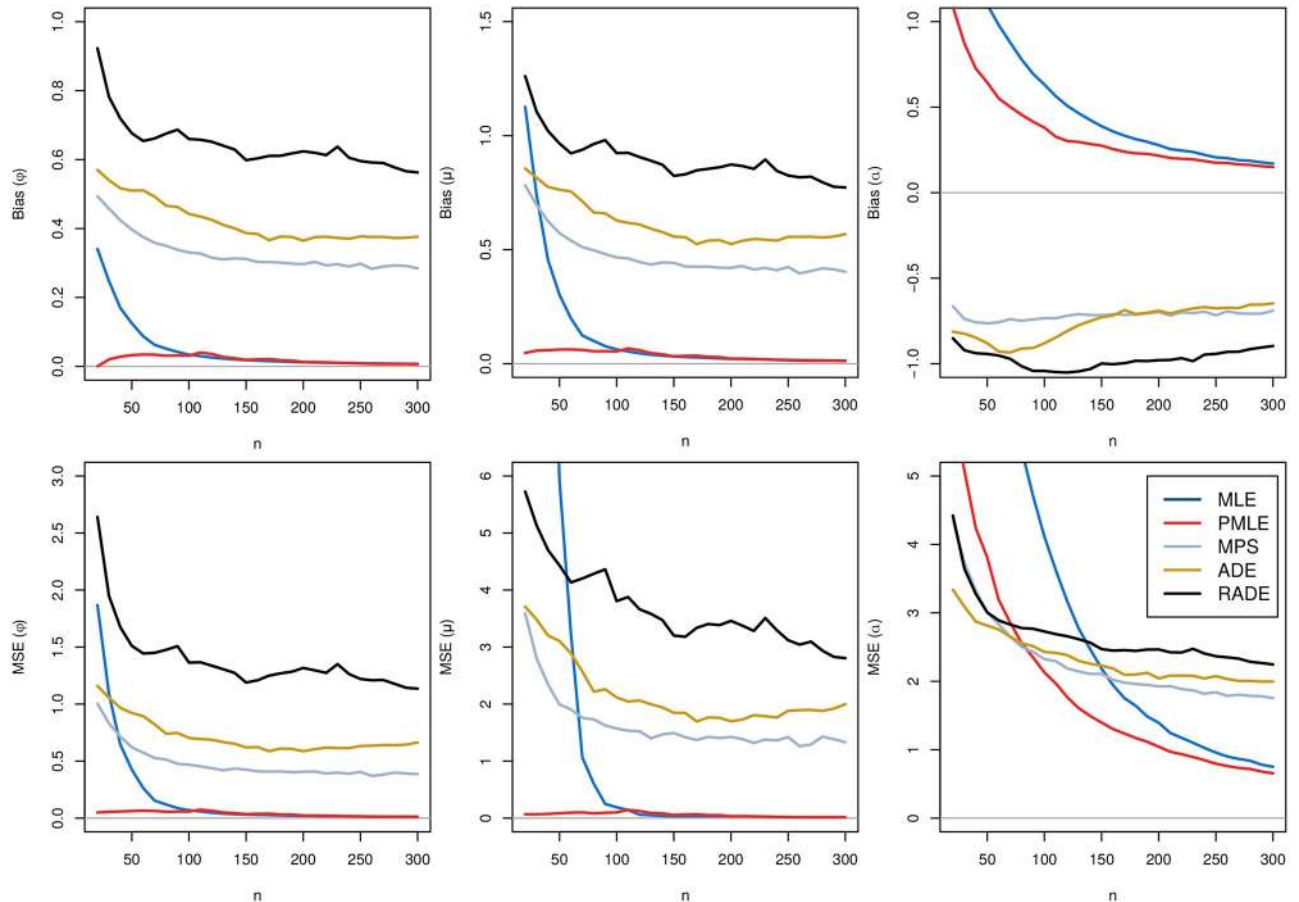 Bias (φ)
0.0 0.2 0.4 0.6 0.8 1.0
50 100 150 200 250 300
n
Bias (μ)
0.0 0.5 1.0 1.5
50 100 150 200 250 300
n
Bias (α)
−1.0 −0.5 0.0 0.5
50 100 150 200 250 300
n
MSE (φ)
0.0 0.5 1.0 1.5 2.0 2.5 3.0
50 100 150 200 250 300
n
MSE (μ)
0 1 2 3 4 5 6
50 100 150 200 250 300
n
MSE (α)
0 1 2 3 4 5
50 100 150 200 250 300
n
MLE
PMLE
MPS
ADE
RADE